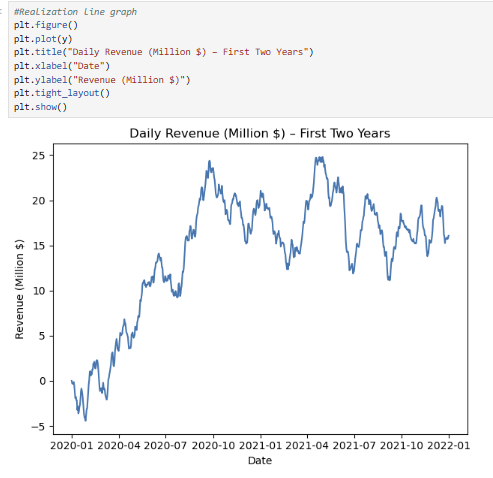 #Realization line graph
plt.figure()
plt.plot(y)
plt.title("Daily Revenue (Million $) – First Two Years")
plt.xlabel("Date")
plt.ylabel("Revenue (Million $)")
plt.tight_layout()
plt.show()
Daily Revenue (Million $) – First Two Years
25
20
15
10
5
0
−5
Revenue (Million $)
2020-01 2020-04 2020-07 2020-10 2021-01 2021-04 2021-07 2021-10 2022-01
Date